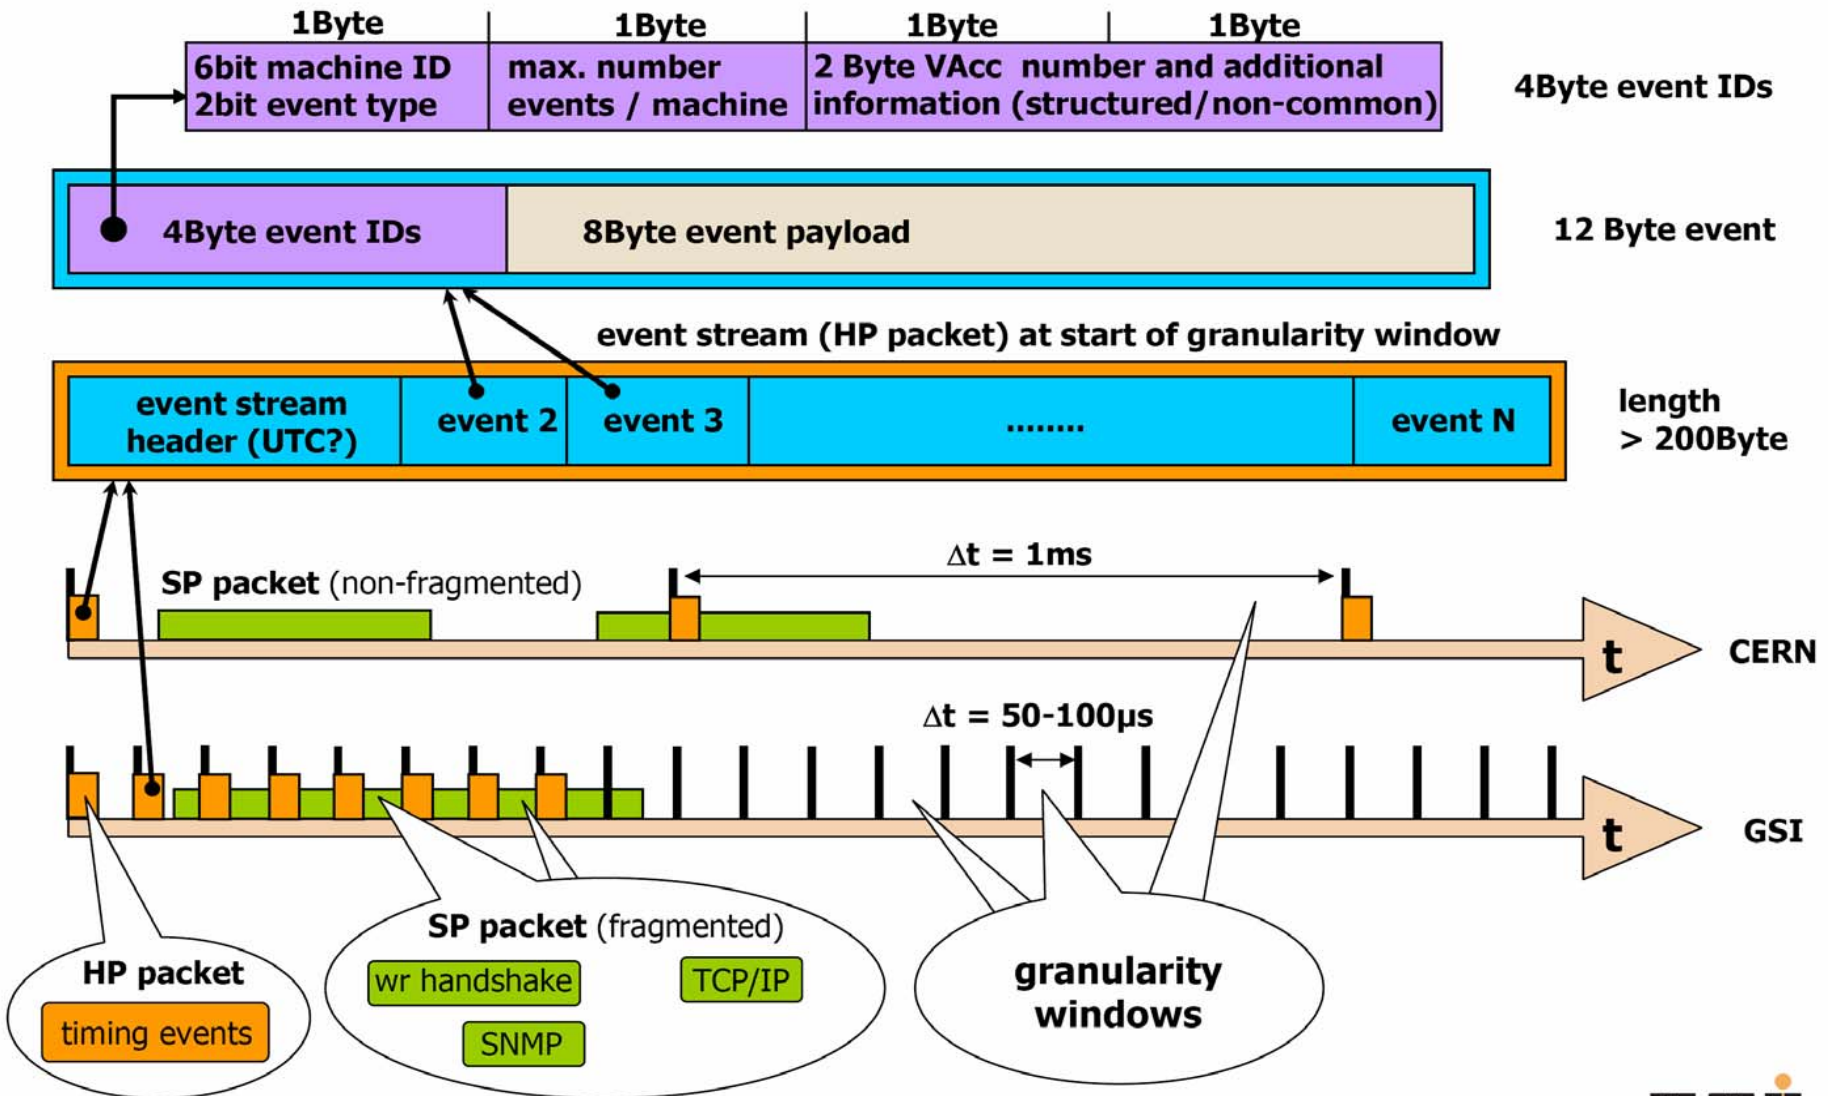 1Byte 1Byte 1Byte 1Byte
6bit machine ID
2bit event type
max. number
events / machine
2 Byte VAcc number and additional
information (structured/non-common)
4Byte event IDs
4Byte event IDs
8Byte event payload
12 Byte event
event stream (HP packet) at start of granularity window
event stream
header (UTC?)
event 2
event 3
........
event N
length
> 200Byte
Δt = 1ms
SP packet (non-fragmented)
t
CERN
Δt = 50-100µs
t
GSI
HP packet
timing events
SP packet (fragmented)
wr handshake
TCP/IP
SNMP
granularity
windows